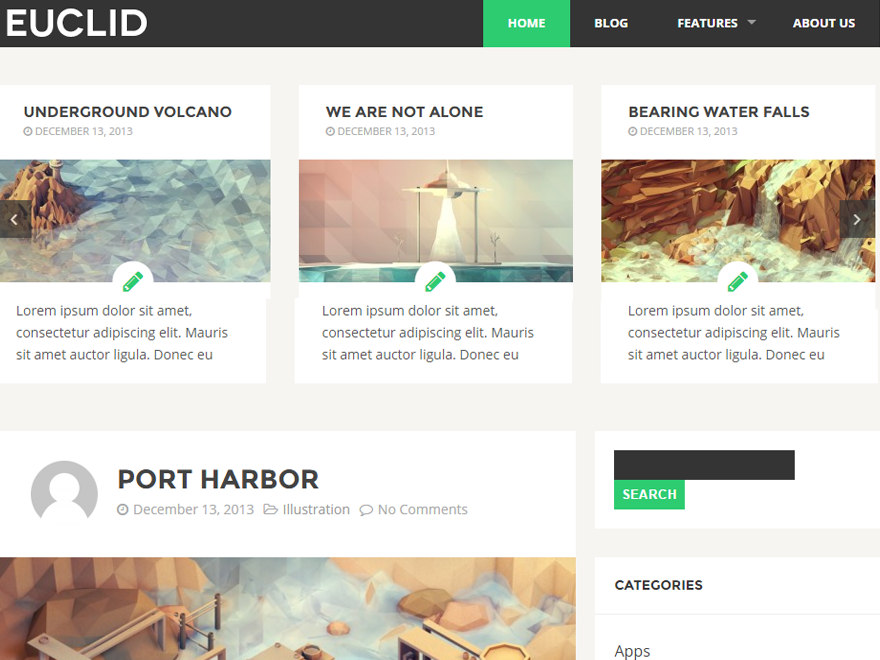 EUCLID
HOME BLOG FEATURES ABOUT US
UNDERGROUND VOLCANO
DECEMBER 13, 2013
Lorem ipsum dolor sit amet,
consectetur adipiscing elit. Mauris
sit amet auctor ligula. Donec eu
WE ARE NOT ALONE
DECEMBER 13, 2013
Lorem ipsum dolor sit amet,
consectetur adipiscing elit. Mauris
sit amet auctor ligula. Donec eu
BEARING WATER FALLS
DECEMBER 13, 2013
Lorem ipsum dolor sit amet,
consectetur adipiscing elit. Mauris
sit amet auctor ligula. Donec eu
PORT HARBOR
December 13, 2013 Illustration No Comments
SEARCH
CATEGORIES
Apps